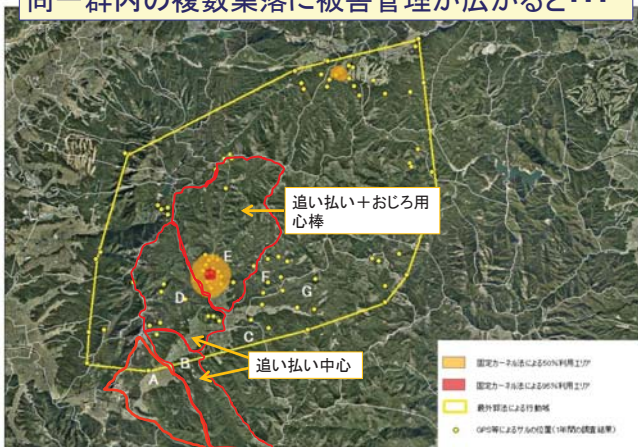 同一群内の複数集落に被害管理が広がると・・・
追い払い+おじろ用
心棒
E
F
D
G
C
B
A
追い払い中心
固定カーネル法による50%利用エリア
固定カーネル法による95%利用エリア
最外郭法による行動域
GPS等によるサルの位置(1年間の調査結果)